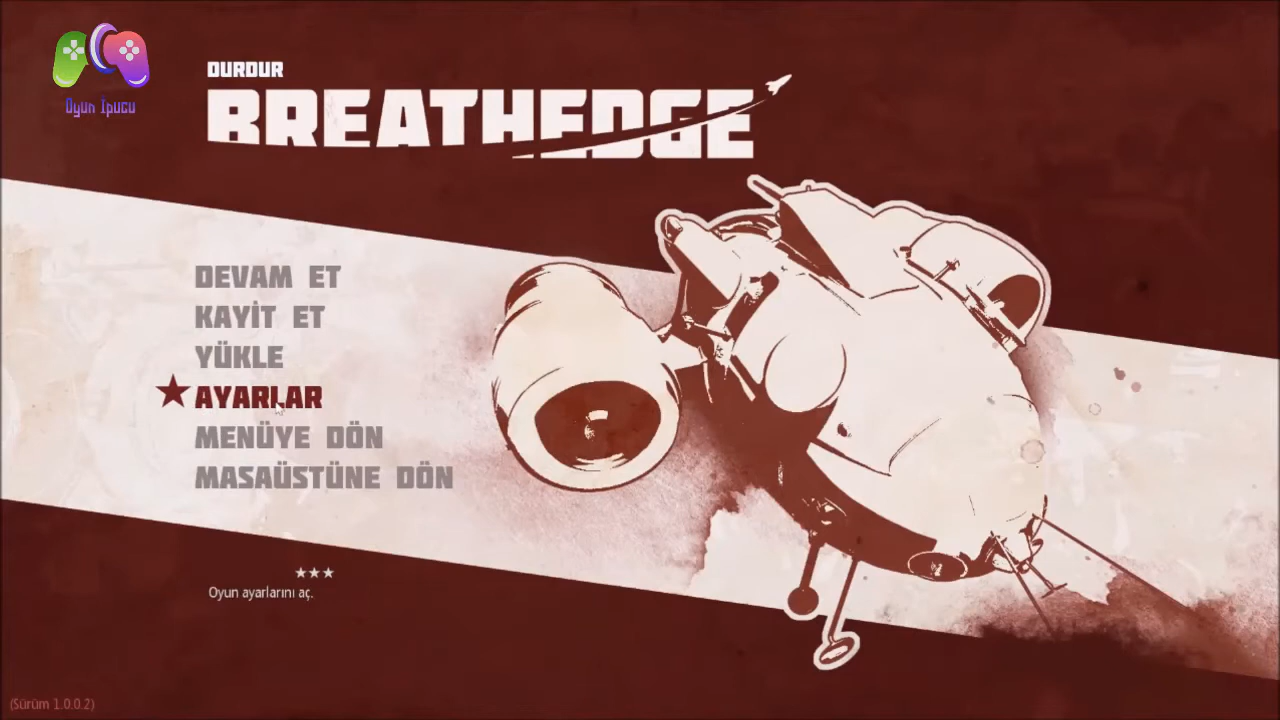 Oyun İpucu
DURDUR
BREATHEDGE
DEVAM ET
KAYİT ET
YÜKLE
AYARLAR
MENÜYE DÖN
MASAÜSTÜNE DÖN
Oyun ayarlarını aç.
(Sürüm 1.0.0.2)